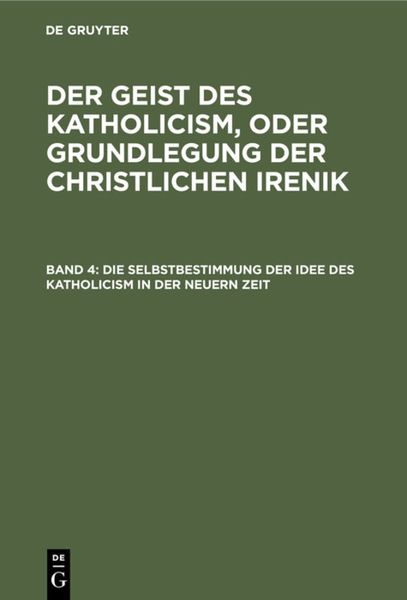 DE GRUYTER
DER GEIST DES
KATHOLICISM, ODER
GRUNDLEGUNG DER
CHRISTLICHEN IRENIK
BAND 4: DIE SELBSTBESTIMMUNG DER IDEE DES
KATHOLICISM IN DER NEUERN ZEIT
DE
G